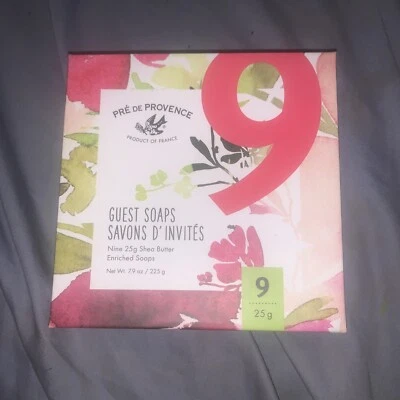 9
PRÉ DE PROVENCE
PRODUCT OF FRANCE
GUEST SOAPS
SAVONS D'INVITÉS
Nine 25g Shea Butter
Enriched Soaps
Net Wt. 7.9 oz / 225 g
9
25 g